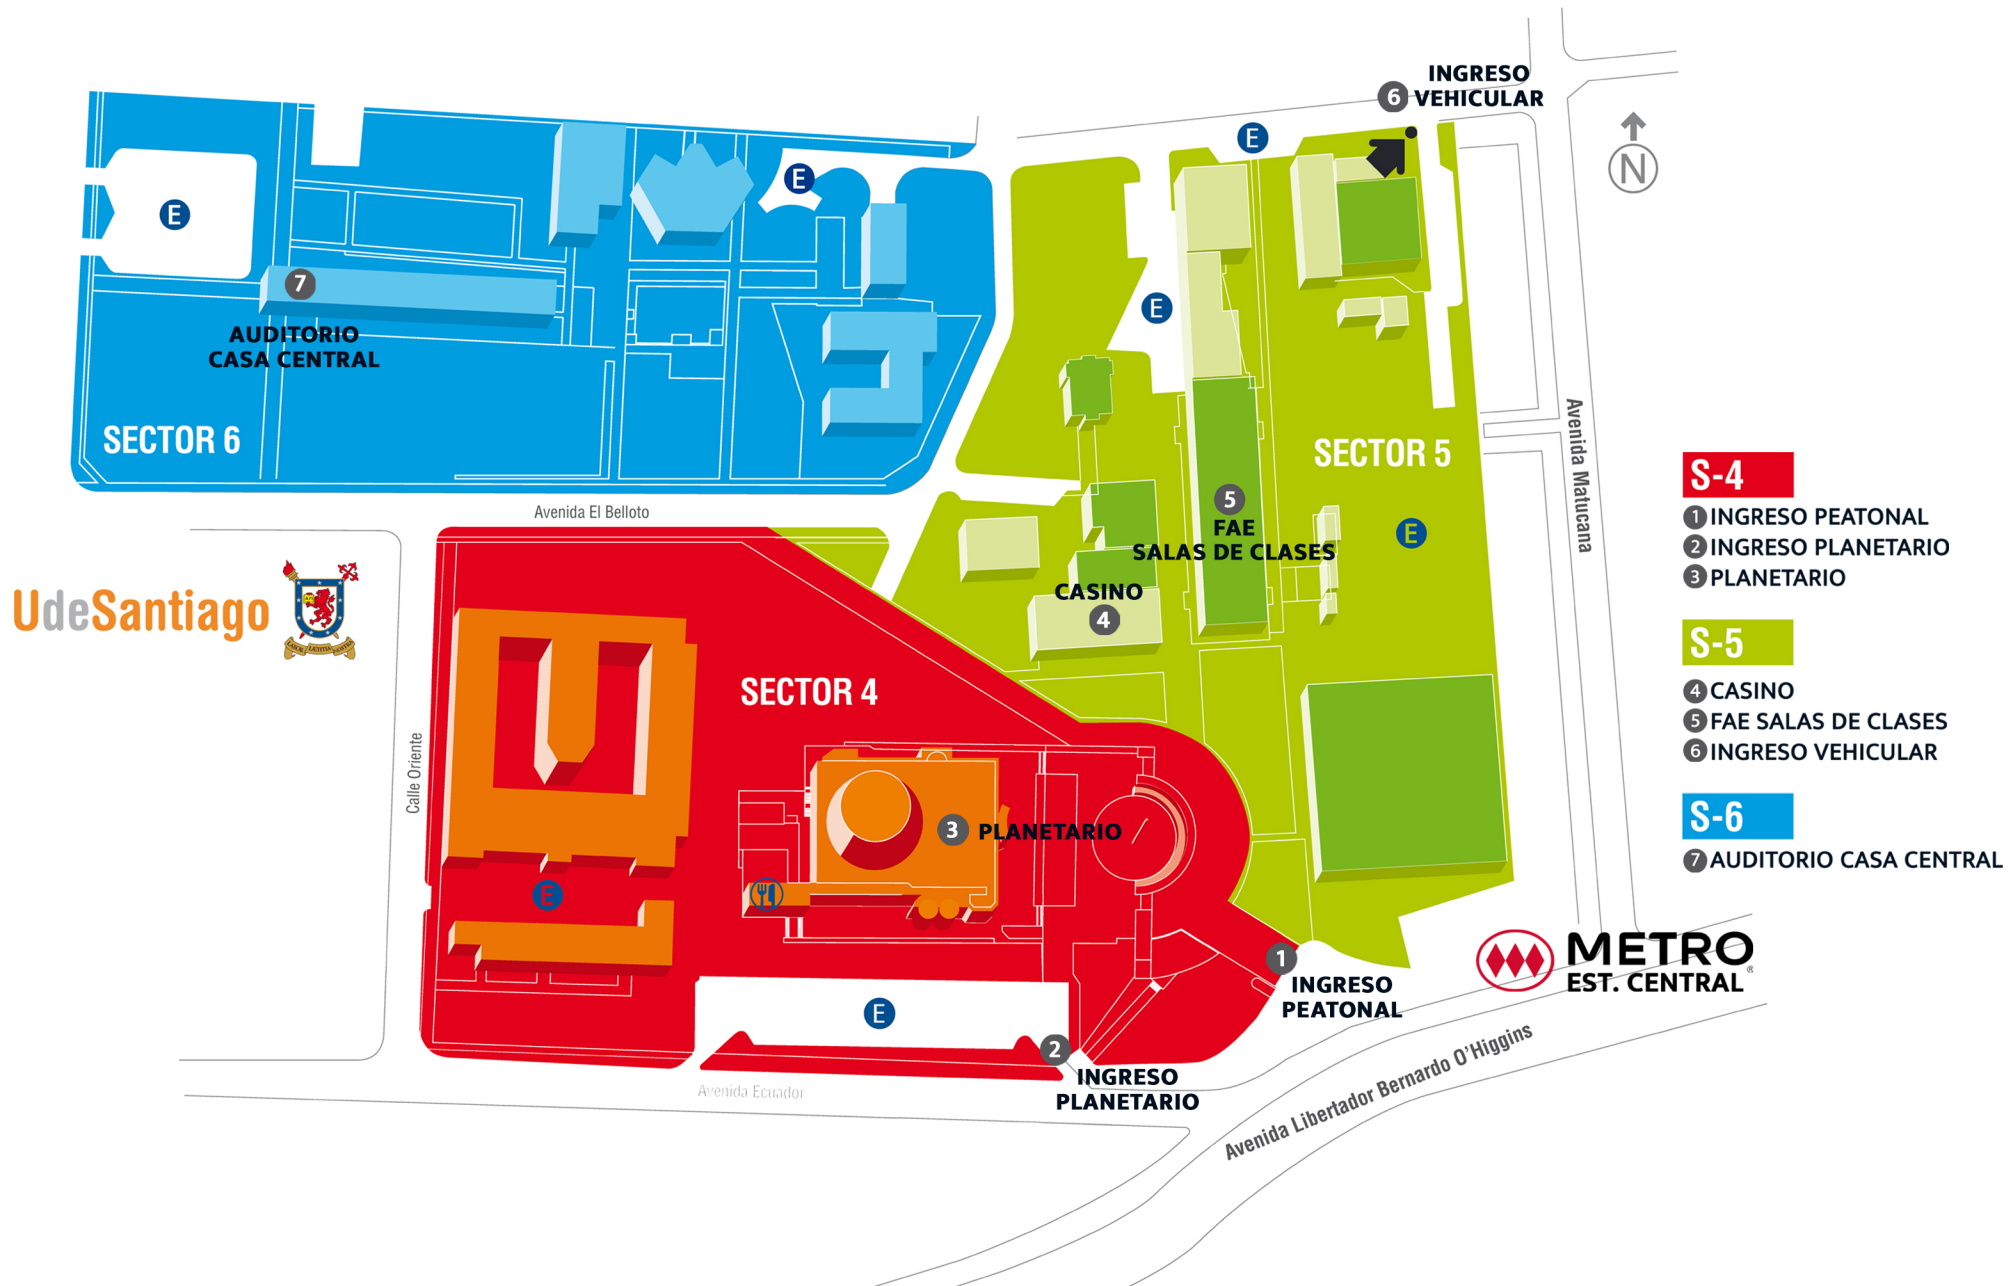 INGRESO
6 VEHICULAR
E
E
E
N
7
AUDITORIO
CASA CENTRAL
E
SECTOR 6
SECTOR 5
Avenida Matucana
5
FAE
SALAS DE CLASES
E
Avenida El Belloto
CASINO
4
UdeSantiago
LABOR LÆTITIA NOSTRA
SECTOR 4
Calle Oriente
3 PLANETARIO
E
1
INGRESO
PEATONAL
METRO®
EST. CENTRAL
E
2
INGRESO
PLANETARIO
Avenida Ecuador
Avenida Libertador Bernardo O'Higgins
S-4
1 INGRESO PEATONAL
2 INGRESO PLANETARIO
3 PLANETARIO
S-5
4 CASINO
5 FAE SALAS DE CLASES
6 INGRESO VEHICULAR
S-6
7 AUDITORIO CASA CENTRAL